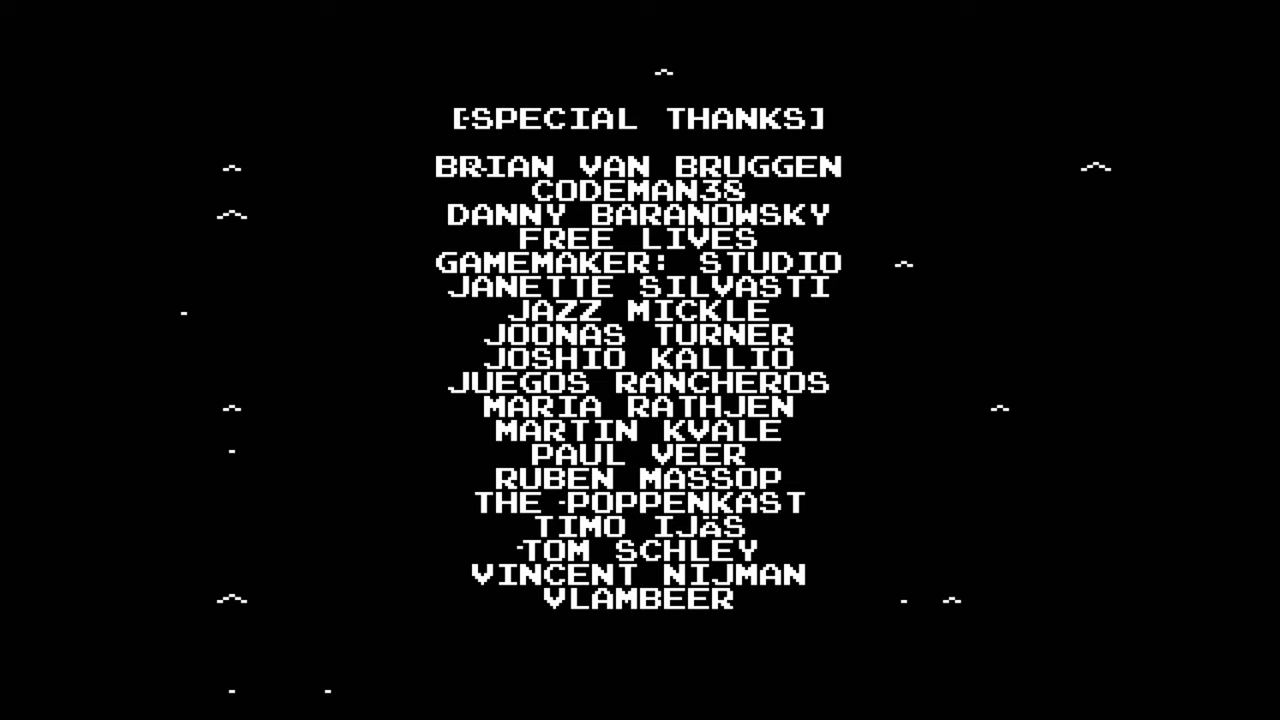 [SPECIAL THANKS]
BRIAN VAN BRUGGEN
CODEMAN38
DANNY BARANOWSKY
FREE LIVES
GAMEMAKER: STUDIO
JANETTE SILVASTI
JAZZ MICKLE
JOONAS TURNER
JOSHIO KALLIO
JUEGOS RANCHEROS
MARIA RATHJEN
MARTIN KVALE
PAUL VEER
RUBEN MASSOP
THE POPPENKAST
TIMO IJÄS
TOM SCHLEY
VINCENT NIJMAN
VLAMBEER